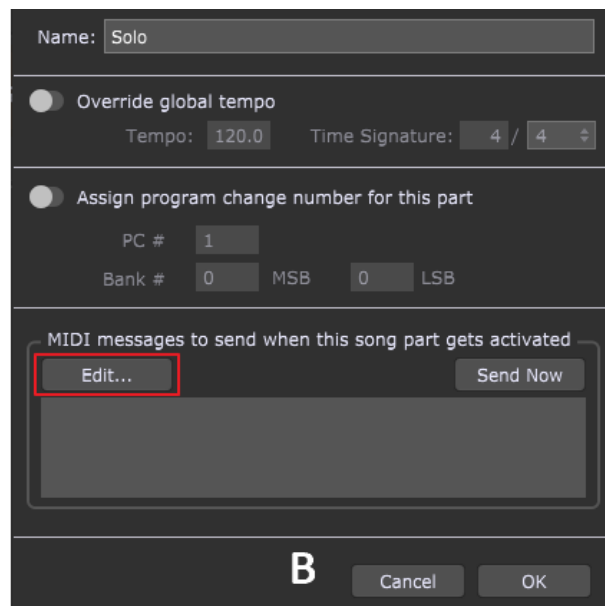 Name: Solo
Override global tempo
Tempo: 120.0 Time Signature: 4 / 4
Assign program change number for this part
PC # 1
Bank # 0 MSB 0 LSB
MIDI messages to send when this song part gets activated
Edit... Send Now
B
Cancel OK